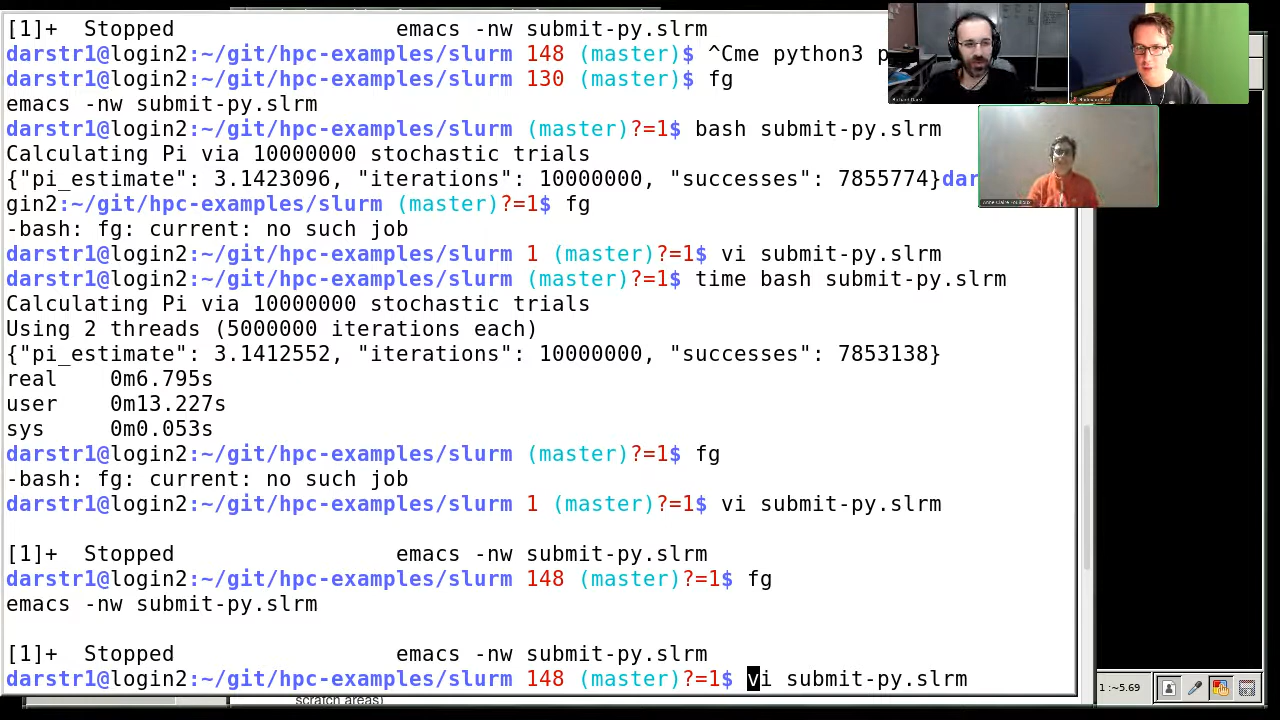 [1]+  Stopped                 emacs -nw submit-py.slrm
darstr1@login2:~/git/hpc-examples/slurm 148 (master)$ ^Cme python3 p
darstr1@login2:~/git/hpc-examples/slurm 130 (master)$ fg
emacs -nw submit-py.slrm
darstr1@login2:~/git/hpc-examples/slurm (master)?=1$ bash submit-py.slrm
Calculating Pi via 10000000 stochastic trials
{"pi_estimate": 3.1423096, "iterations": 10000000, "successes": 7855774}dar
gin2:~/git/hpc-examples/slurm (master)?=1$ fg
-bash: fg: current: no such job
darstr1@login2:~/git/hpc-examples/slurm 1 (master)?=1$ vi submit-py.slrm
darstr1@login2:~/git/hpc-examples/slurm (master)?=1$ time bash submit-py.slrm
Calculating Pi via 10000000 stochastic trials
Using 2 threads (5000000 iterations each)
{"pi_estimate": 3.1412552, "iterations": 10000000, "successes": 7853138}
real    0m6.795s
user    0m13.227s
sys     0m0.053s
darstr1@login2:~/git/hpc-examples/slurm (master)?=1$ fg
-bash: fg: current: no such job
darstr1@login2:~/git/hpc-examples/slurm 1 (master)?=1$ vi submit-py.slrm
[1]+  Stopped                 emacs -nw submit-py.slrm
darstr1@login2:~/git/hpc-examples/slurm 148 (master)?=1$ fg
emacs -nw submit-py.slrm
[1]+  Stopped                 emacs -nw submit-py.slrm
darstr1@login2:~/git/hpc-examples/slurm 148 (master)?=1$ vi submit-py.slrm
scratch areas)
1 :~5.69